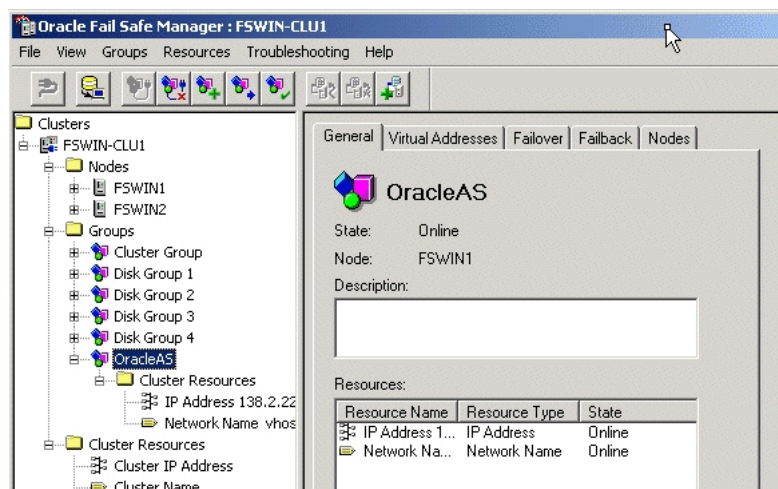 Oracle Fail Safe Manager : FSWIN-CLU1
File View Groups Resources Troubleshooting Help
Clusters
FSWIN-CLU1
Nodes
FSWIN1
FSWIN2
Groups
Cluster Group
Disk Group 1
Disk Group 2
Disk Group 3
Disk Group 4
OracleAS
Cluster Resources
IP Address 138.2.22
Network Name vhos
Cluster Resources
Cluster IP Address
Cluster Name
General Virtual Addresses Failover Failback Nodes
OracleAS
State: Online
Node: FSWIN1
Description:
Resources:
Resource Name Resource Type State
IP Address 1... IP Address Online
Network Na... Network Name Online